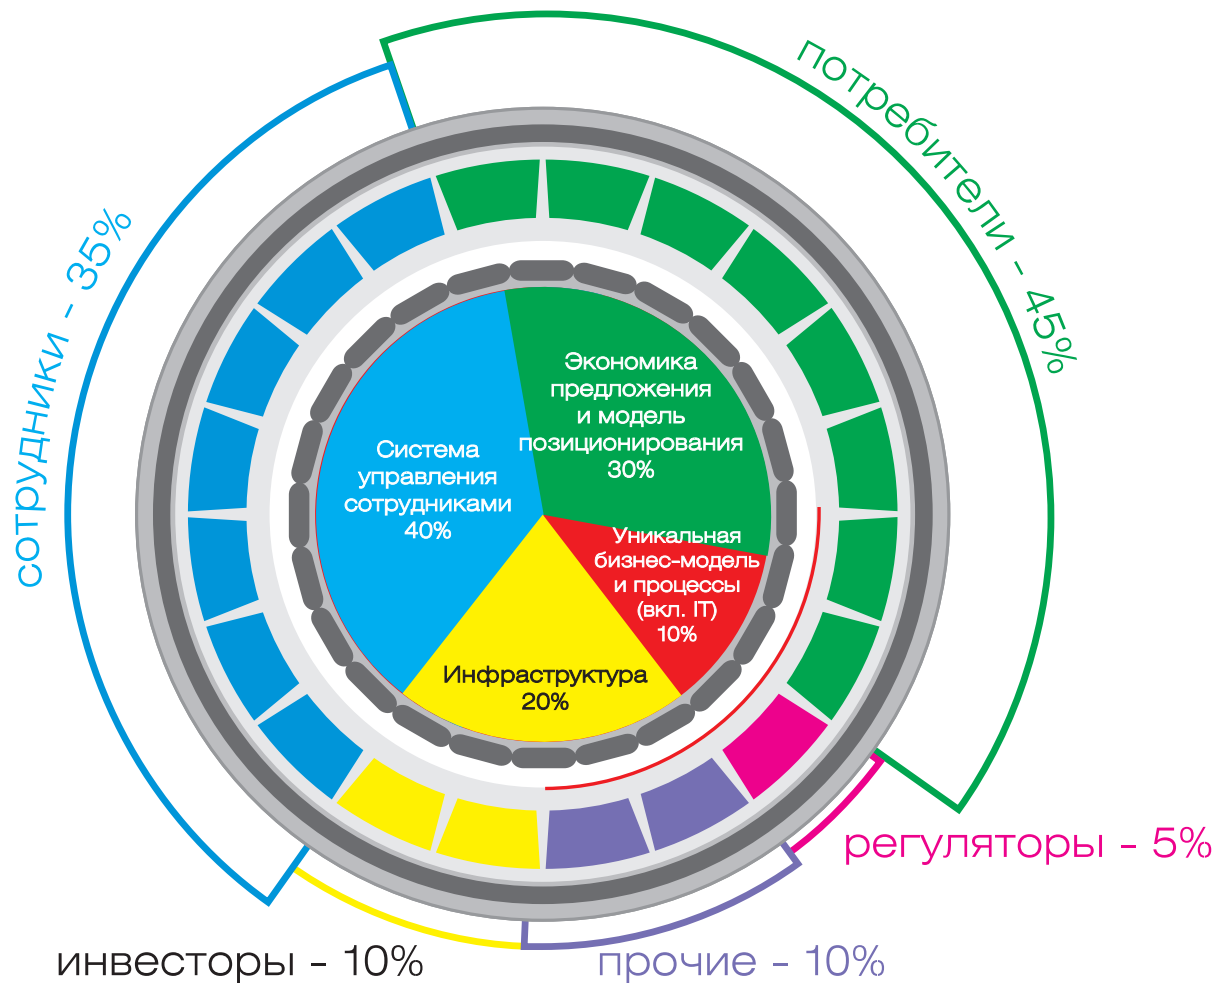 потребители - 45%
сотрудники - 35%
Экономика
предложения
и модель
позиционирования
30%
Система
управления
сотрудниками
40%
Уникальная
бизнес-модель
и процессы
(вкл. IT)
10%
Инфраструктура
20%
регуляторы - 5%
инвесторы - 10%
прочие - 10%